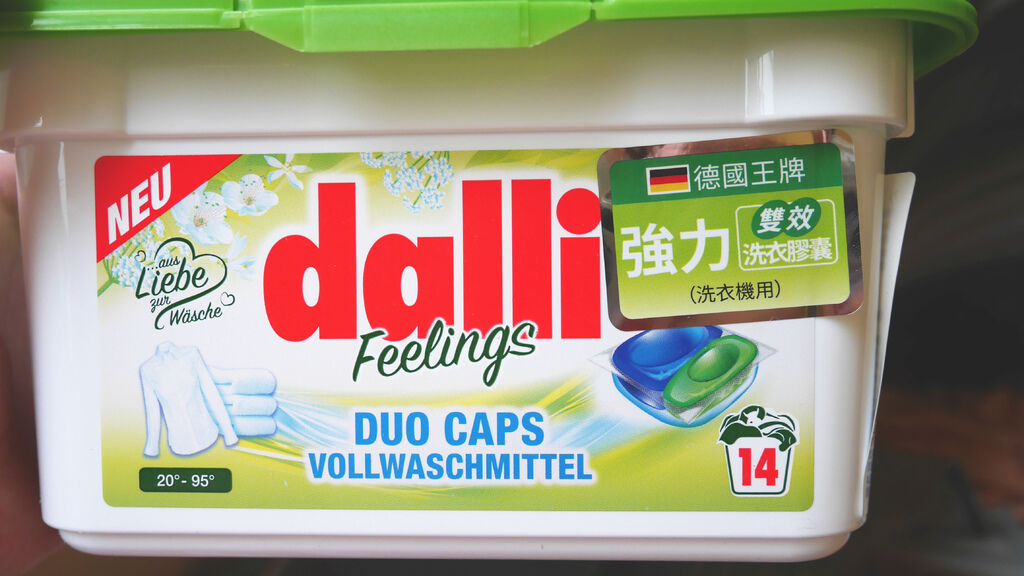 NEU
...aus
Liebe
zur
Wäsche
dalli
Feelings
DUO CAPS
VOLLWASCHMITTEL
20°- 95°
德國王牌
強力
雙效
洗衣膠囊
(洗衣機用)
14